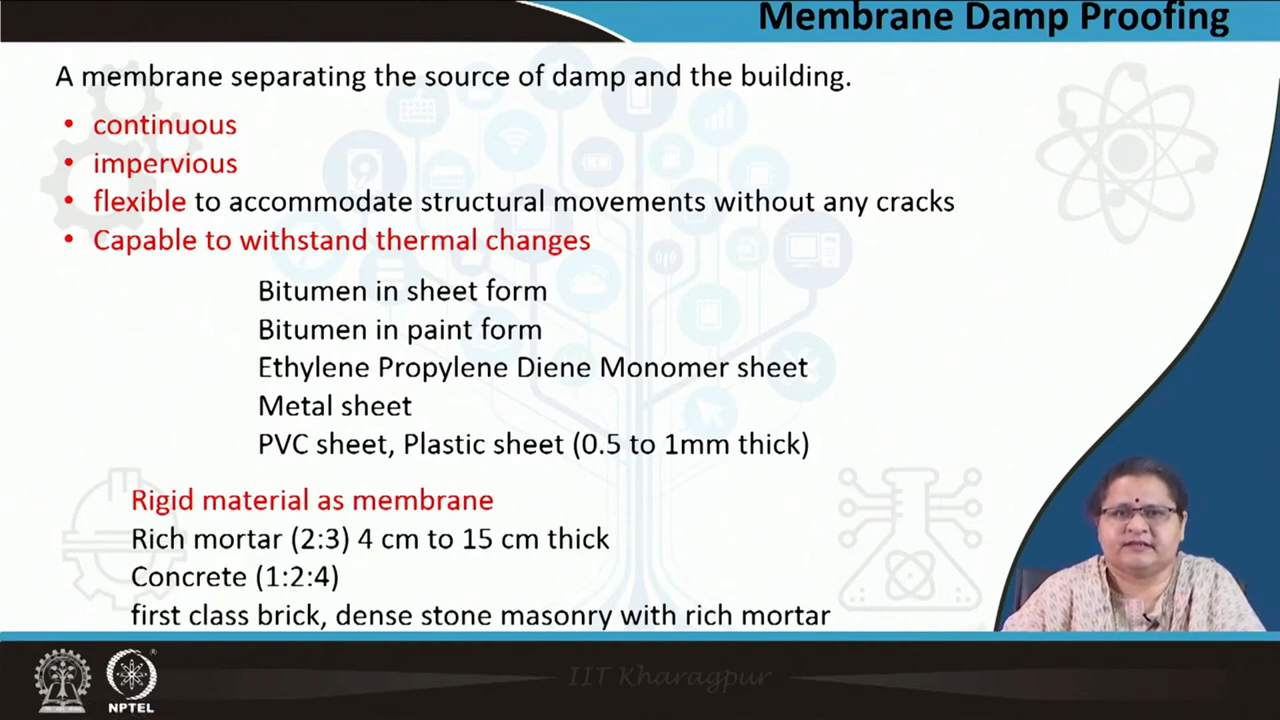 Membrane Damp Proofing
A membrane separating the source of damp and the building.
• continuous
• impervious
• flexible to accommodate structural movements without any cracks
• Capable to withstand thermal changes
Bitumen in sheet form
Bitumen in paint form
Ethylene Propylene Diene Monomer sheet
Metal sheet
PVC sheet, Plastic sheet (0.5 to 1mm thick)
Rigid material as membrane
Rich mortar (2:3) 4 cm to 15 cm thick
Concrete (1:2:4)
first class brick, dense stone masonry with rich mortar
IIT Kharagpur
NPTEL